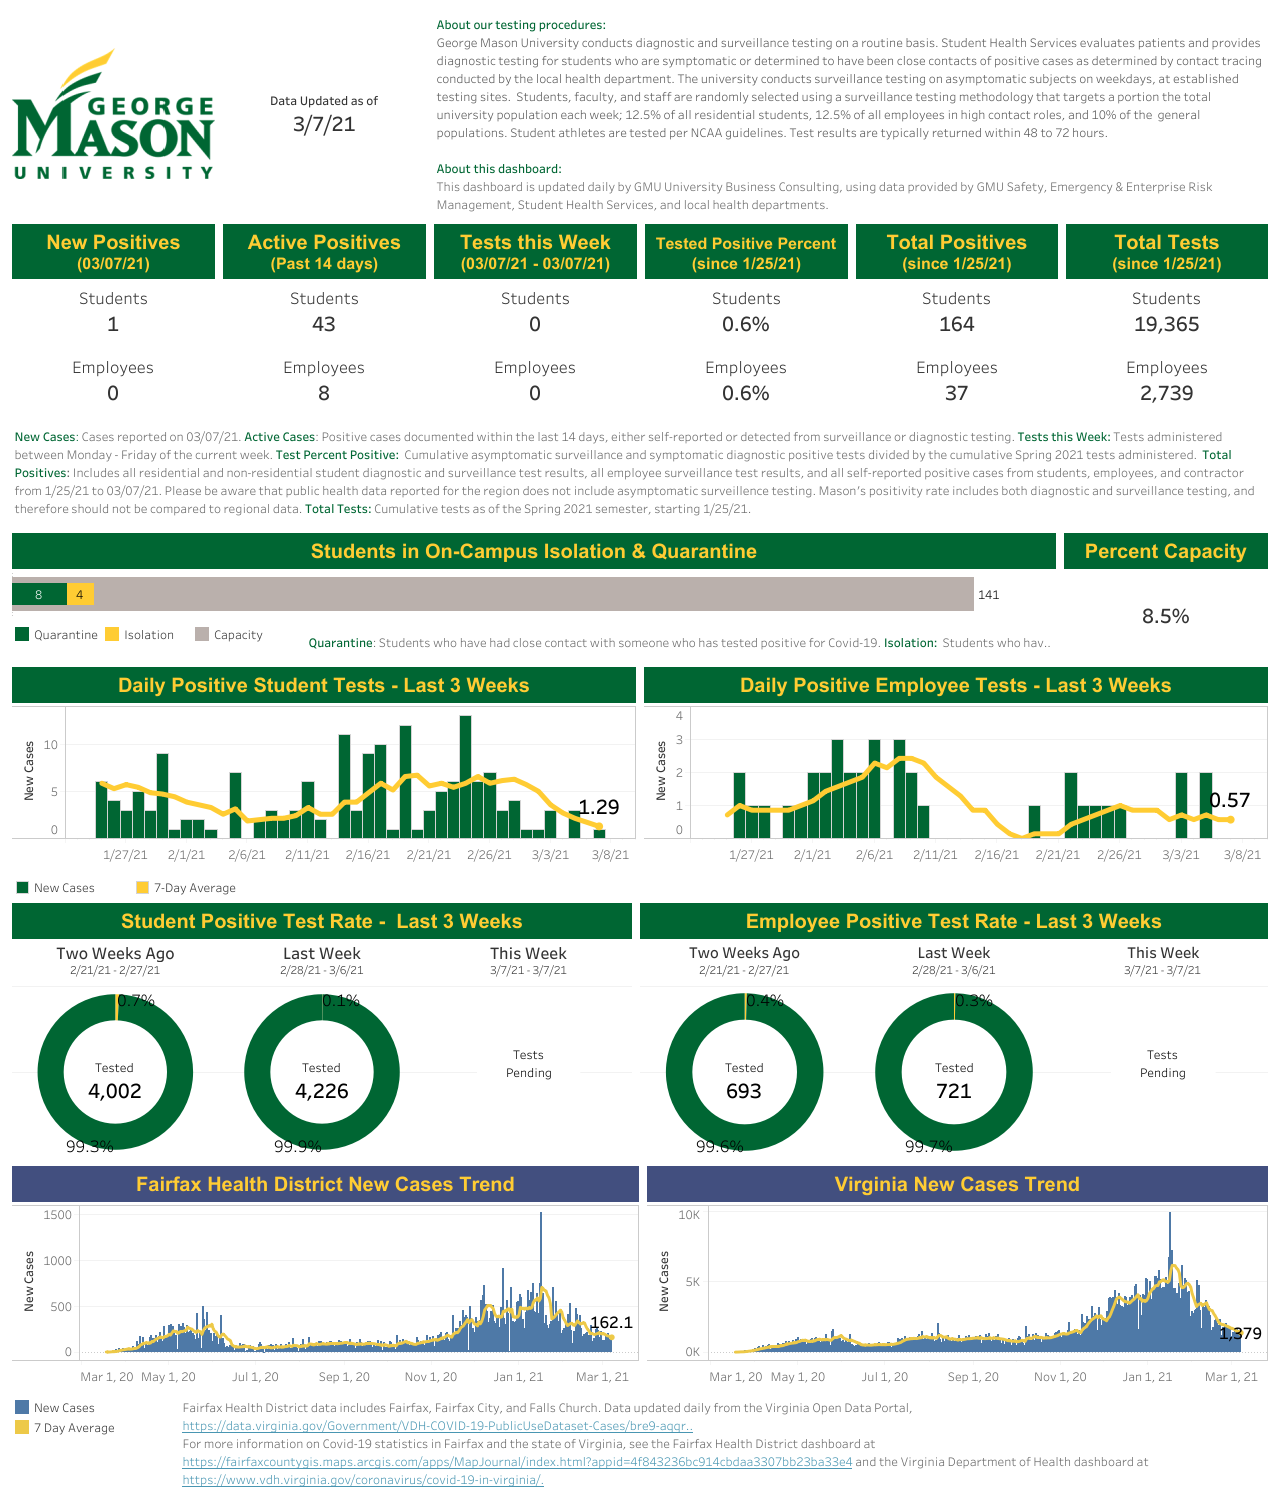 About our testing procedures:
George Mason University conducts diagnostic and surveillance testing on a routine basis. Student Health Services evaluates patients and provides
diagnostic testing for students who are symptomatic or determined to have been close contacts of positive cases as determined by contact tracing
conducted by the local health department. The university conducts surveillance testing on asymptomatic subjects on weekdays, at established
testing sites. Students, faculty, and staff are randomly selected using a surveillance testing methodology that targets a portion the total
university population each week; 12.5% of all residential students, 12.5% of all employees in high contact roles, and 10% of the general
populations. Student athletes are tested per NCAA guidelines. Test results are typically returned within 48 to 72 hours.
GEORGE
MASON
UNIVERSITY
Data Updated as of
3/7/21
About this dashboard:
This dashboard is updated daily by GMU University Business Consulting, using data provided by GMU Safety, Emergency & Enterprise Risk
Management, Student Health Services, and local health departments.
New Positives
(03/07/21)
Active Positives
(Past 14 days)
Tests this Week
(03/07/21 - 03/07/21)
Tested Positive Percent
(since 1/25/21)
Total Positives
(since 1/25/21)
Total Tests
(since 1/25/21)
Students Students Students Students Students Students
1 43 0 0.6% 164 19,365
Employees Employees Employees Employees Employees Employees
0 8 0 0.6% 37 2,739
New Cases: Cases reported on 03/07/21. Active Cases: Positive cases documented within the last 14 days, either self-reported or detected from surveillance or diagnostic testing. Tests this Week: Tests administered
between Monday - Friday of the current week. Test Percent Positive: Cumulative asymptomatic surveillance and symptomatic diagnostic positive tests divided by the cumulative Spring 2021 tests administered. Total
Positives: Includes all residential and non-residential student diagnostic and surveillance test results, all employee surveillance test results, and all self-reported positive cases from students, employees, and contractor
from 1/25/21 to 03/07/21. Please be aware that public health data reported for the region does not include asymptomatic surveillence testing. Mason's positivity rate includes both diagnostic and surveillance testing, and
therefore should not be compared to regional data. Total Tests: Cumulative tests as of the Spring 2021 semester, starting 1/25/21.
Students in On-Campus Isolation & Quarantine
Percent Capacity
8 4 141
8.5%
Quarantine Isolation Capacity
Quarantine: Students who have had close contact with someone who has tested positive for Covid-19. Isolation: Students who hav..
Daily Positive Student Tests - Last 3 Weeks
New Cases
10
5
0
1.29
1/27/21 2/1/21 2/6/21 2/11/21 2/16/21 2/21/21 2/26/21 3/3/21 3/8/21
Daily Positive Employee Tests - Last 3 Weeks
New Cases
4
3
2
1
0
0.57
1/27/21 2/1/21 2/6/21 2/11/21 2/16/21 2/21/21 2/26/21 3/3/21 3/8/21
New Cases 7-Day Average
Student Positive Test Rate - Last 3 Weeks
Two Weeks Ago Last Week This Week
2/21/21 - 2/27/21 2/28/21 - 3/6/21 3/7/21 - 3/7/21
0.7% 0.1%
Tested Tested Tests
4,002 4,226 Pending
99.3% 99.9%
Employee Positive Test Rate - Last 3 Weeks
Two Weeks Ago Last Week This Week
2/21/21 - 2/27/21 2/28/21 - 3/6/21 3/7/21 - 3/7/21
0.4% 0.3%
Tested Tested Tests
693 721 Pending
99.6% 99.7%
Fairfax Health District New Cases Trend
New Cases
1500
1000
500
0
162.1
Mar 1, 20 May 1, 20 Jul 1, 20 Sep 1, 20 Nov 1, 20 Jan 1, 21 Mar 1, 21
Virginia New Cases Trend
New Cases
10K
5K
0K
1,379
Mar 1, 20 May 1, 20 Jul 1, 20 Sep 1, 20 Nov 1, 20 Jan 1, 21 Mar 1, 21
New Cases
7 Day Average
Fairfax Health District data includes Fairfax, Fairfax City, and Falls Church. Data updated daily from the Virginia Open Data Portal,
https://data.virginia.gov/Government/VDH-COVID-19-PublicUseDataset-Cases/bre9-aqqr..
For more information on Covid-19 statistics in Fairfax and the state of Virginia, see the Fairfax Health District dashboard at
https://fairfaxcountygis.maps.arcgis.com/apps/MapJournal/index.html?appid=4f843236bc914cbdaa3307bb23ba33e4 and the Virginia Department of Health dashboard at
https://www.vdh.virginia.gov/coronavirus/covid-19-in-virginia/.